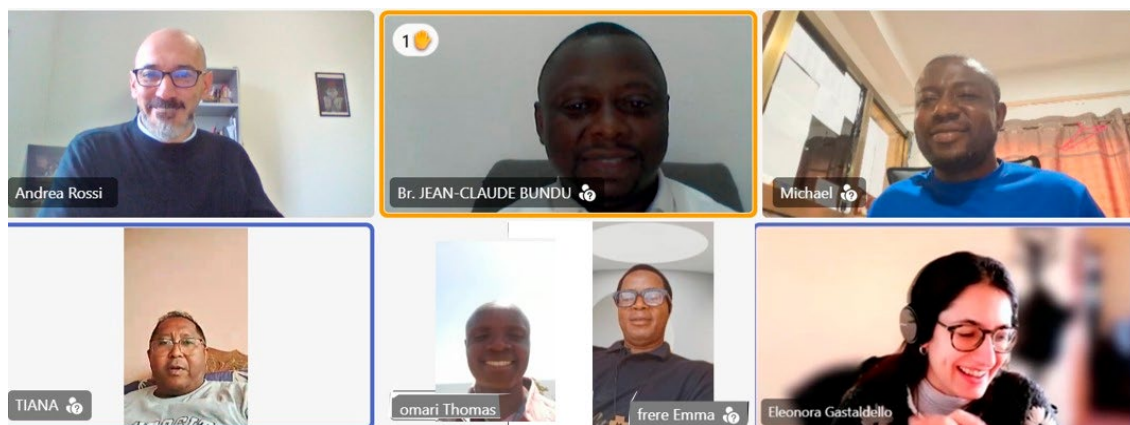 1
Andrea Rossi
Br. JEAN-CLAUDE BUNDU
Michael
TIANA
omari Thomas
frere Emma
Eleonora Gastaldello